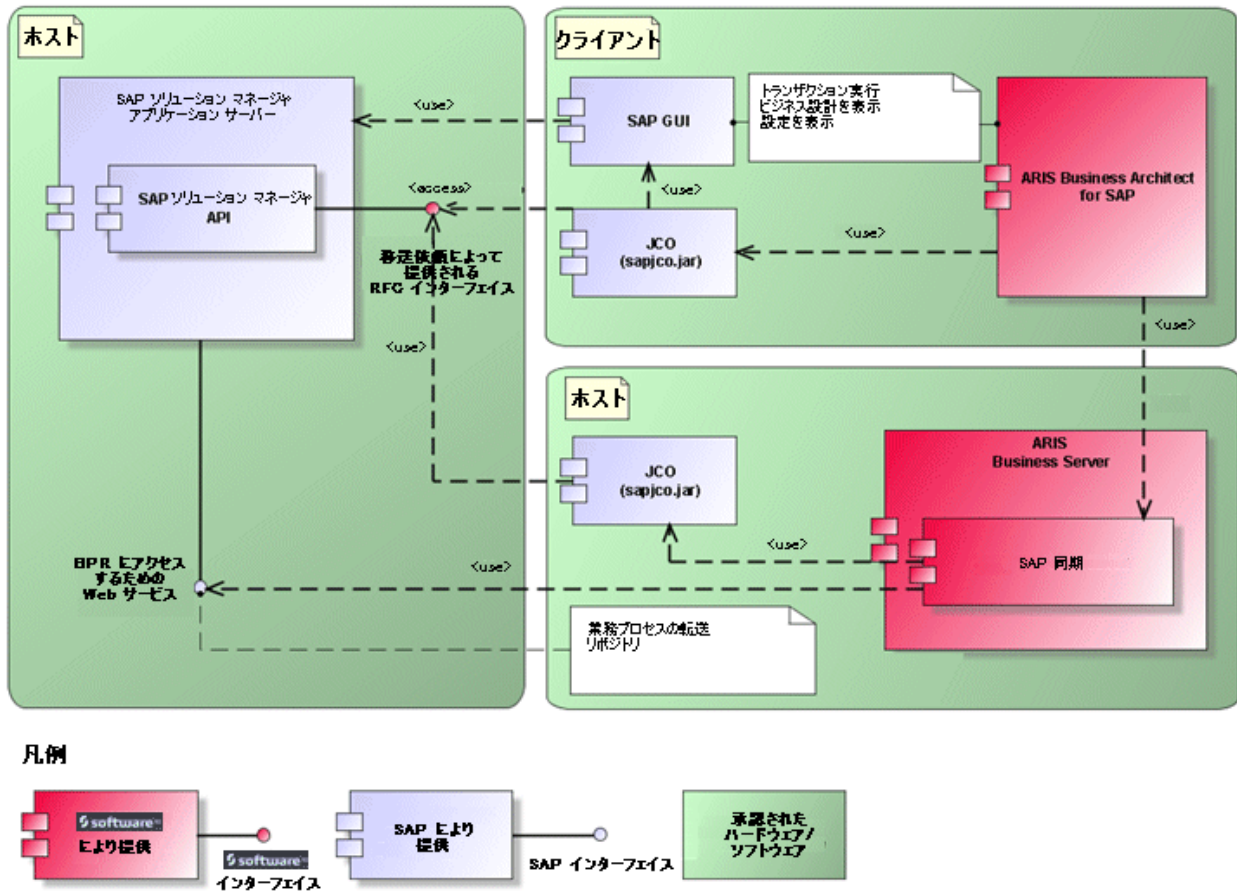 ホスト
SAP ソリューション マネージャ
アプリケーション サーバー
SAP ソリューション マネージャ
API
<use>
<access>
移送依頼によって
提供される
RFC インターフェイス
<use>
BPR にアクセス
するための
Web サービス
<use>
クライアント
SAP GUI
トランザクション実行
ビジネス設計を表示
設定を表示
ARIS Business Architect
for SAP
<use>
JCO
(sapjco.jar)
<use>
<use>
ホスト
JCO
(sapjco.jar)
<use>
ARIS
Business Server
SAP 同期
業務プロセスの転送
リポジトリ
凡例
software
により提供
software
インターフェイス
SAP により
提供
SAP インターフェイス
承認された
ハードウェア/
ソフトウェア